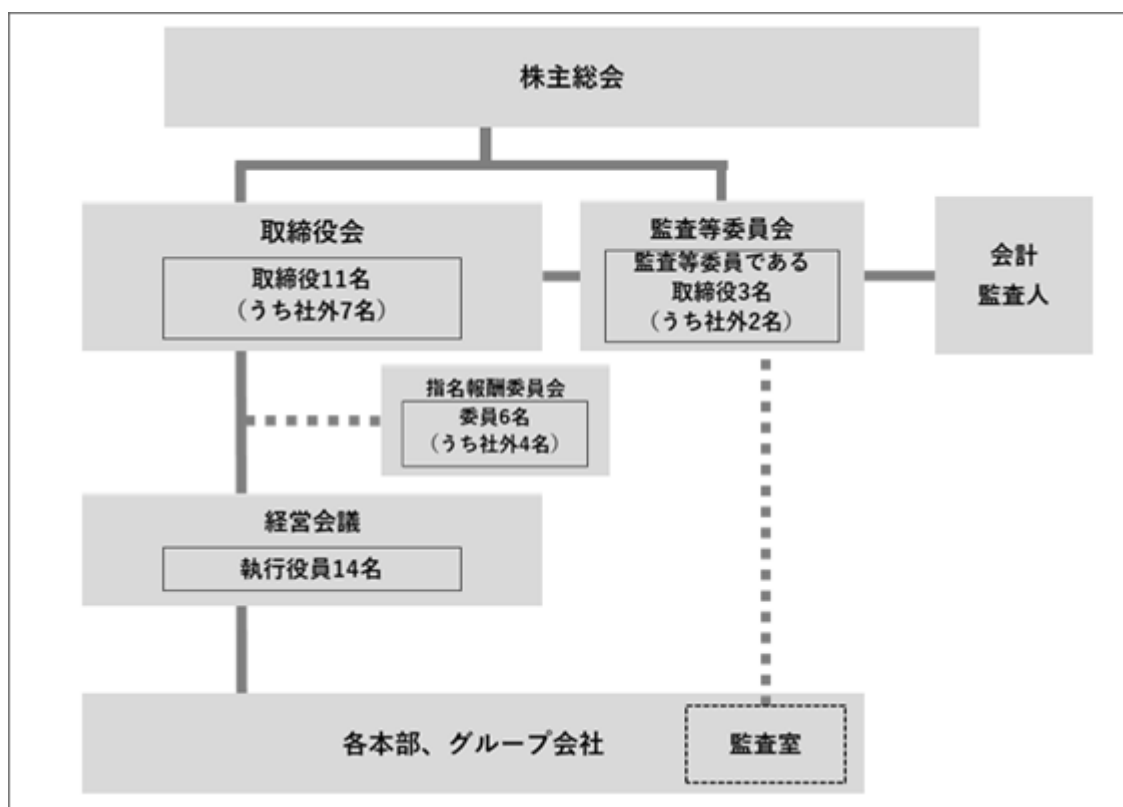 株主総会
取締役会
取締役11名
（うち社外7名）
監査等委員会
監査等委員である
取締役3名
（うち社外2名）
会計
監査人
指名報酬委員会
委員6名
（うち社外4名）
経営会議
執行役員14名
各本部、グループ会社
監査室